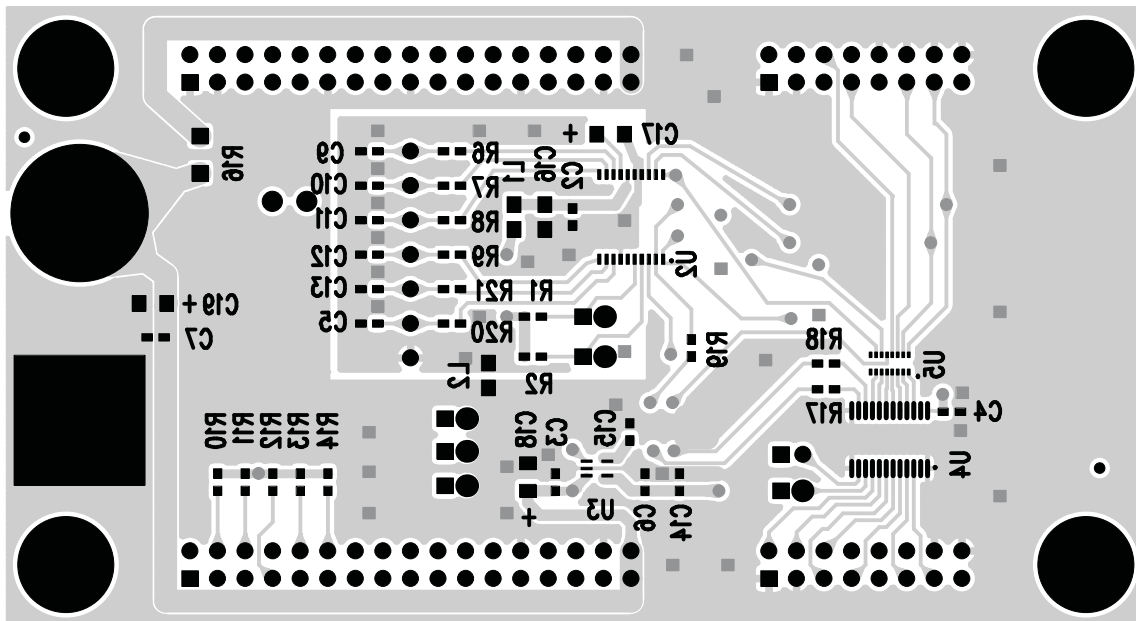 + C17
R16
C9 R6 L1 C16 C2
C10 R7
C11 R8
C12 R9 U2
C13 R21 R1
C19 +
C5 R20
C7 R19 R18 U5
L2 R2
R17 C4
R10 R11 R12 R13 R14
C18 C3 C15
U4
+ U3 C6 C14